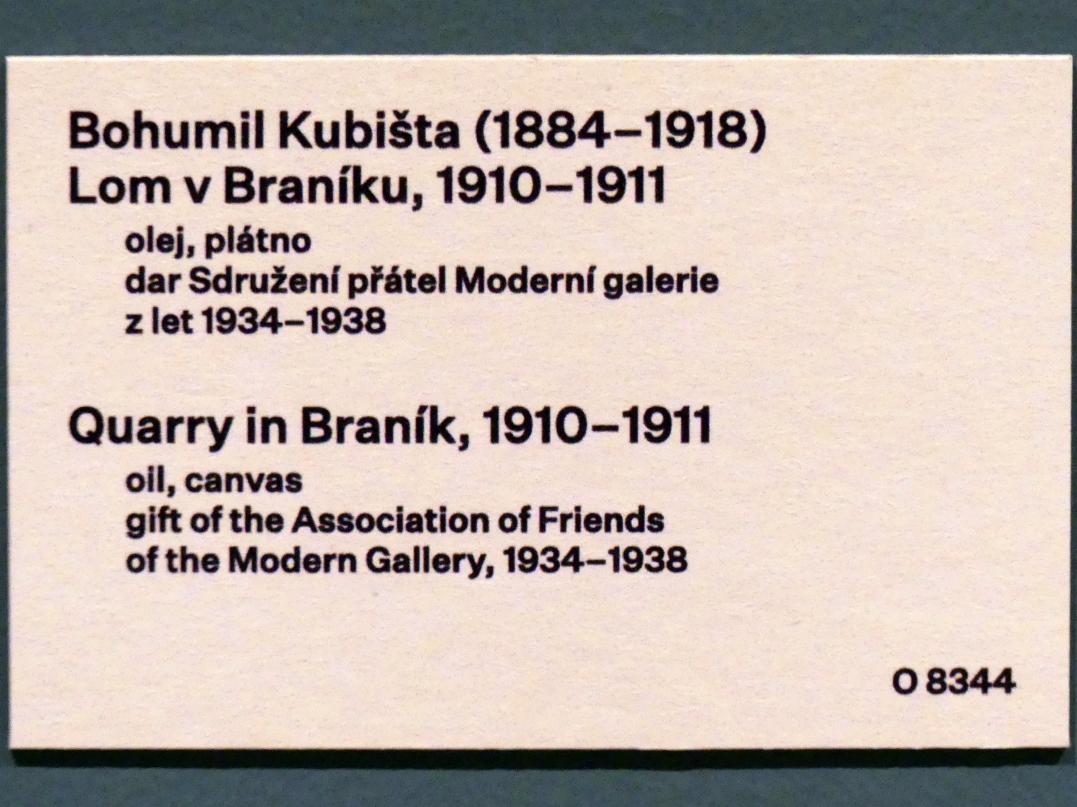 Bohumil Kubišta (1884–1918)
Lom v Braníku, 1910–1911
olej, plátno
dar Sdružení přátel Moderní galerie
z let 1934–1938
Quarry in Braník, 1910–1911
oil, canvas
gift of the Association of Friends
of the Modern Gallery, 1934–1938
O 8344